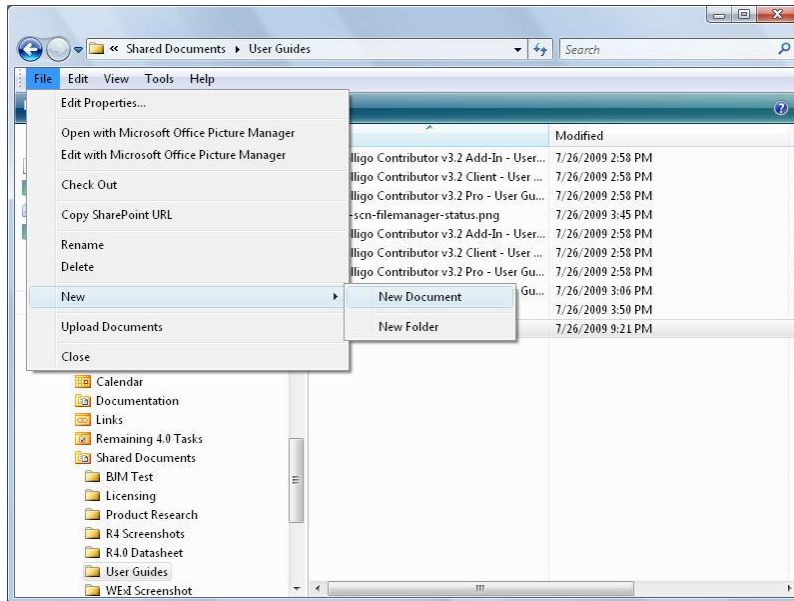 « Shared Documents ▸ User Guides
Search
File Edit View Tools Help
Edit Properties...
Open with Microsoft Office Picture Manager
Edit with Microsoft Office Picture Manager
Check Out
Copy SharePoint URL
Rename
Delete
New
Upload Documents
Close
New Document
New Folder
Modified
lligo Contributor v3.2 Add-In - User... 7/26/2009 2:58 PM
lligo Contributor v3.2 Client - User ... 7/26/2009 2:58 PM
lligo Contributor v3.2 Pro - User Gu... 7/26/2009 2:58 PM
-scn-filemanager-status.png 7/26/2009 3:45 PM
lligo Contributor v3.2 Add-In - User... 7/26/2009 2:58 PM
lligo Contributor v3.2 Client - User ... 7/26/2009 2:58 PM
lligo Contributor v3.2 Pro - User Gu... 7/26/2009 2:58 PM
Gu... 7/26/2009 3:06 PM
7/26/2009 3:50 PM
7/26/2009 9:21 PM
Calendar
Documentation
Links
Remaining 4.0 Tasks
Shared Documents
BJM Test
Licensing
Product Research
R4 Screenshots
R4.0 Datasheet
User Guides
WExI Screenshot